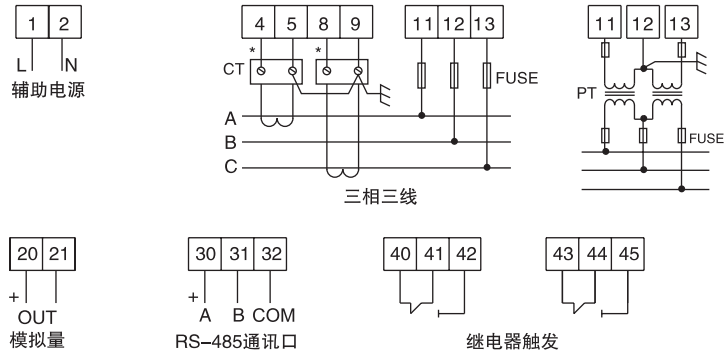 1 2
L N
辅助电源
4 5 8 9
* *
CT
11 12 13
FUSE
A
B
C
三相三线
11 12 13
PT
FUSE
20 21
+
OUT
模拟量
30 31 32
+
A B COM
RS-485通讯口
40 41 42
43 44 45
继电器触发